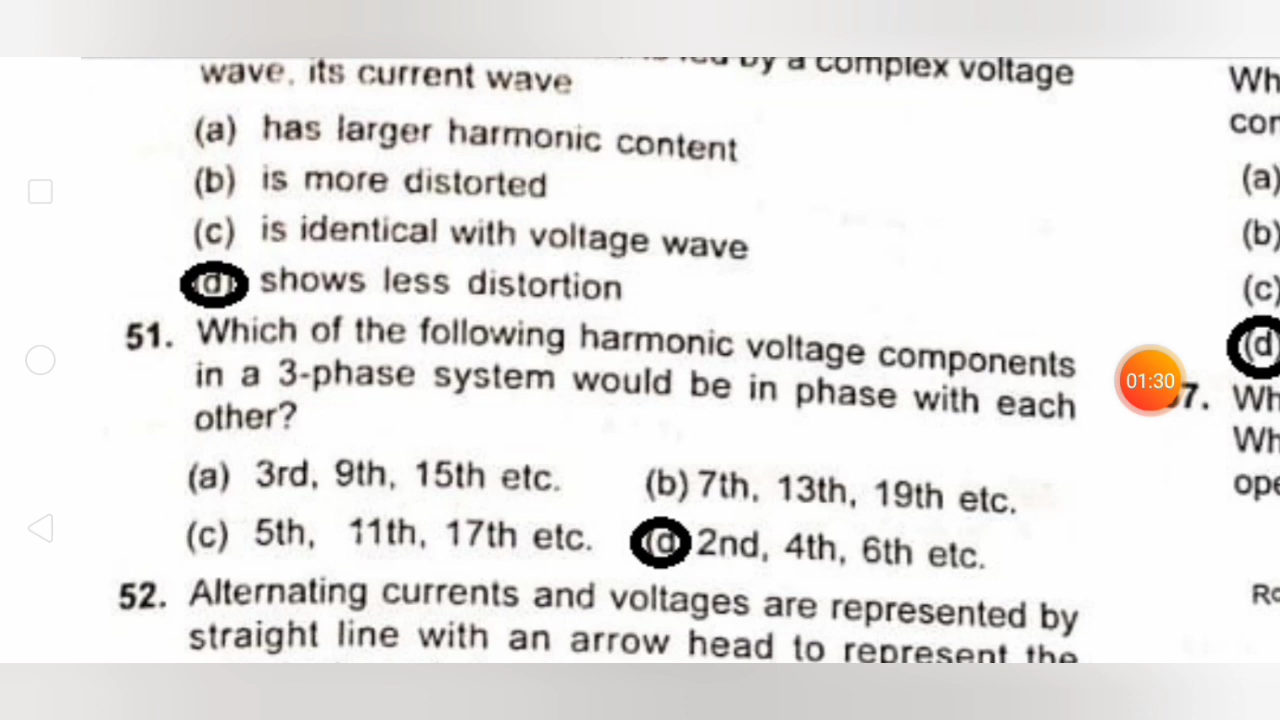 by a complex voltage
wave, its current wave
(a) has larger harmonic content
(b) is more distorted
(c) is identical with voltage wave
(d) shows less distortion
51. Which of the following harmonic voltage components
in a 3-phase system would be in phase with each
other?
(a) 3rd, 9th, 15th etc. (b) 7th, 13th, 19th etc.
(c) 5th, 11th, 17th etc. (d) 2nd, 4th, 6th etc.
52. Alternating currents and voltages are represented by
straight line with an arrow head to represent the
Wh
cor
(a)
(b)
(c)
(d)
01:30
7. Wh
Wh
ope
Ro